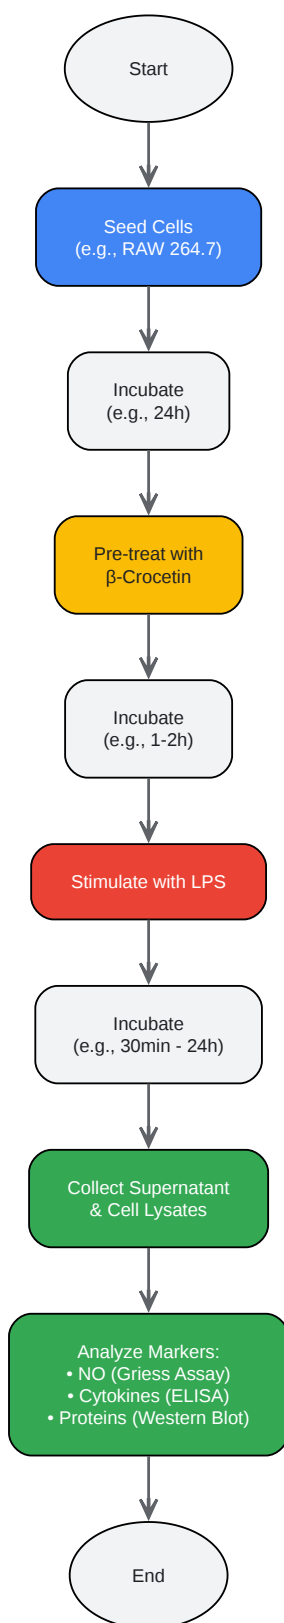 Start
Seed Cells
(e.g., RAW 264.7)
Incubate
(e.g., 24h)
Pre-treat with
β-Crocetin
Incubate
(e.g., 1-2h)
Stimulate with LPS
Incubate
(e.g., 30min - 24h)
Collect Supernatant
& Cell Lysates
Analyze Markers:
• NO (Griess Assay)
• Cytokines (ELISA)
• Proteins (Western Blot)
End